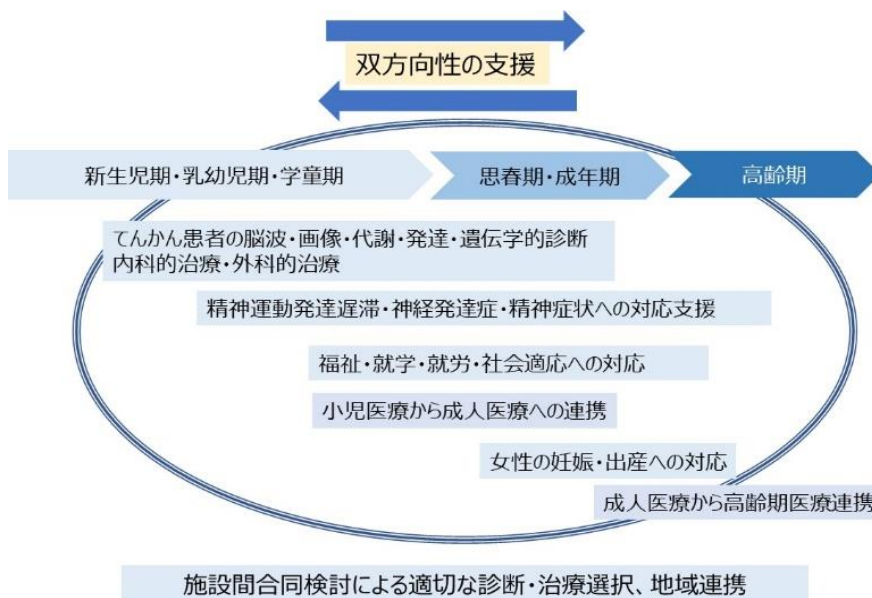 双方向性の支援
新生児期・乳幼児期・学童期
思春期・成年期
高齢期
てんかん患者の脳波・画像・代謝・発達・遺伝学的診断
内科的治療・外科的治療
精神運動発達遅滞・神経発達症・精神症状への対応支援
福祉・就学・就労・社会適応への対応
小児医療から成人医療への連携
女性の妊娠・出産への対応
成人医療から高齢期医療連携
施設間合同検討による適切な診断・治療選択、地域連携